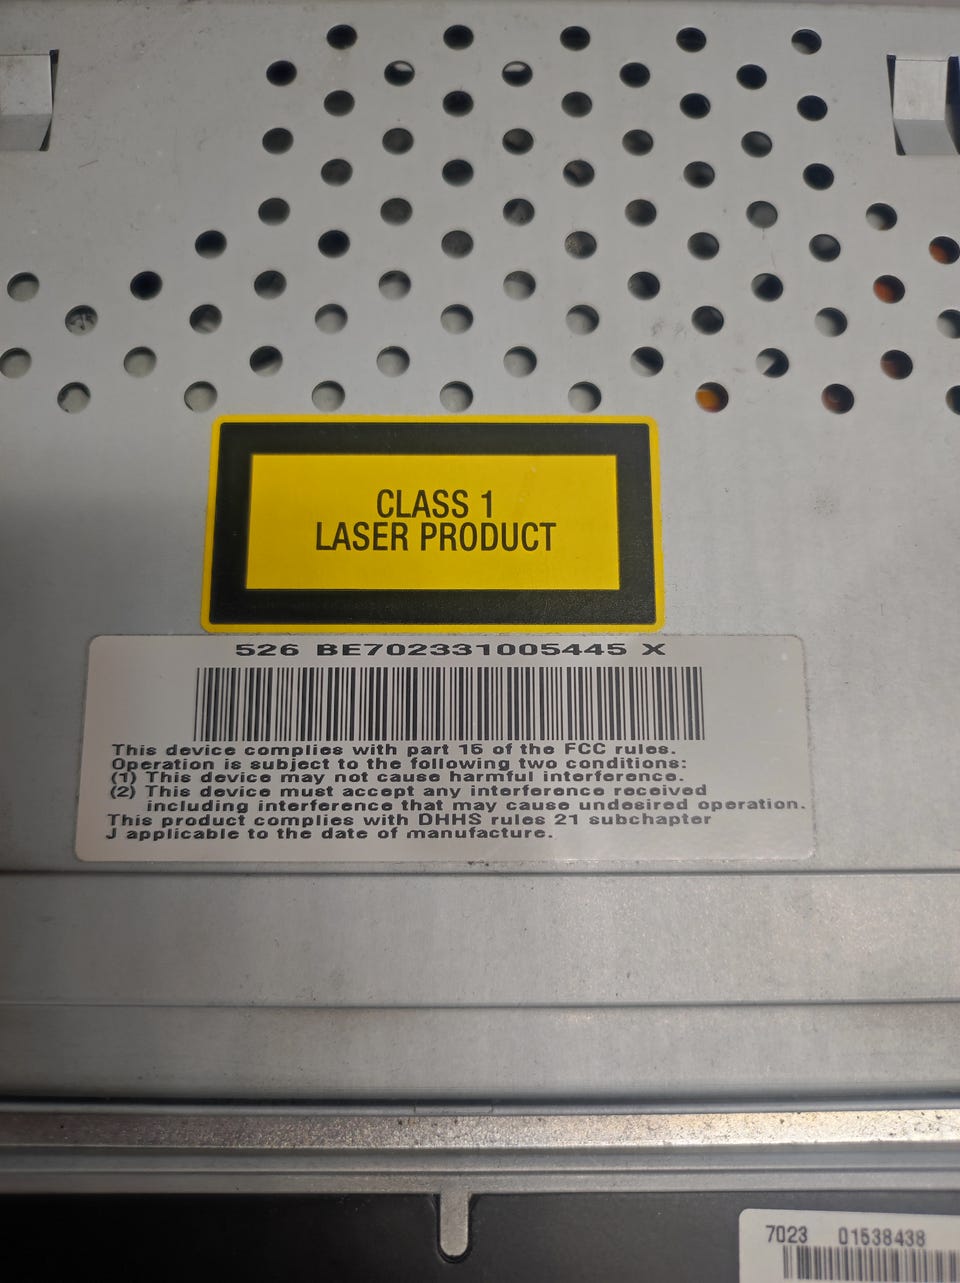 CLASS 1
LASER PRODUCT
526 BE702331005445 X
This device complies with part 15 of the FCC rules.
Operation is subject to the following two conditions:
(1) This device may not cause harmful interference.
(2) This device must accept any interference received
including interference that may cause undesired operation.
This product complies with DHHS rules 21 subchapter
J applicable to the date of manufacture.
7023 01538438